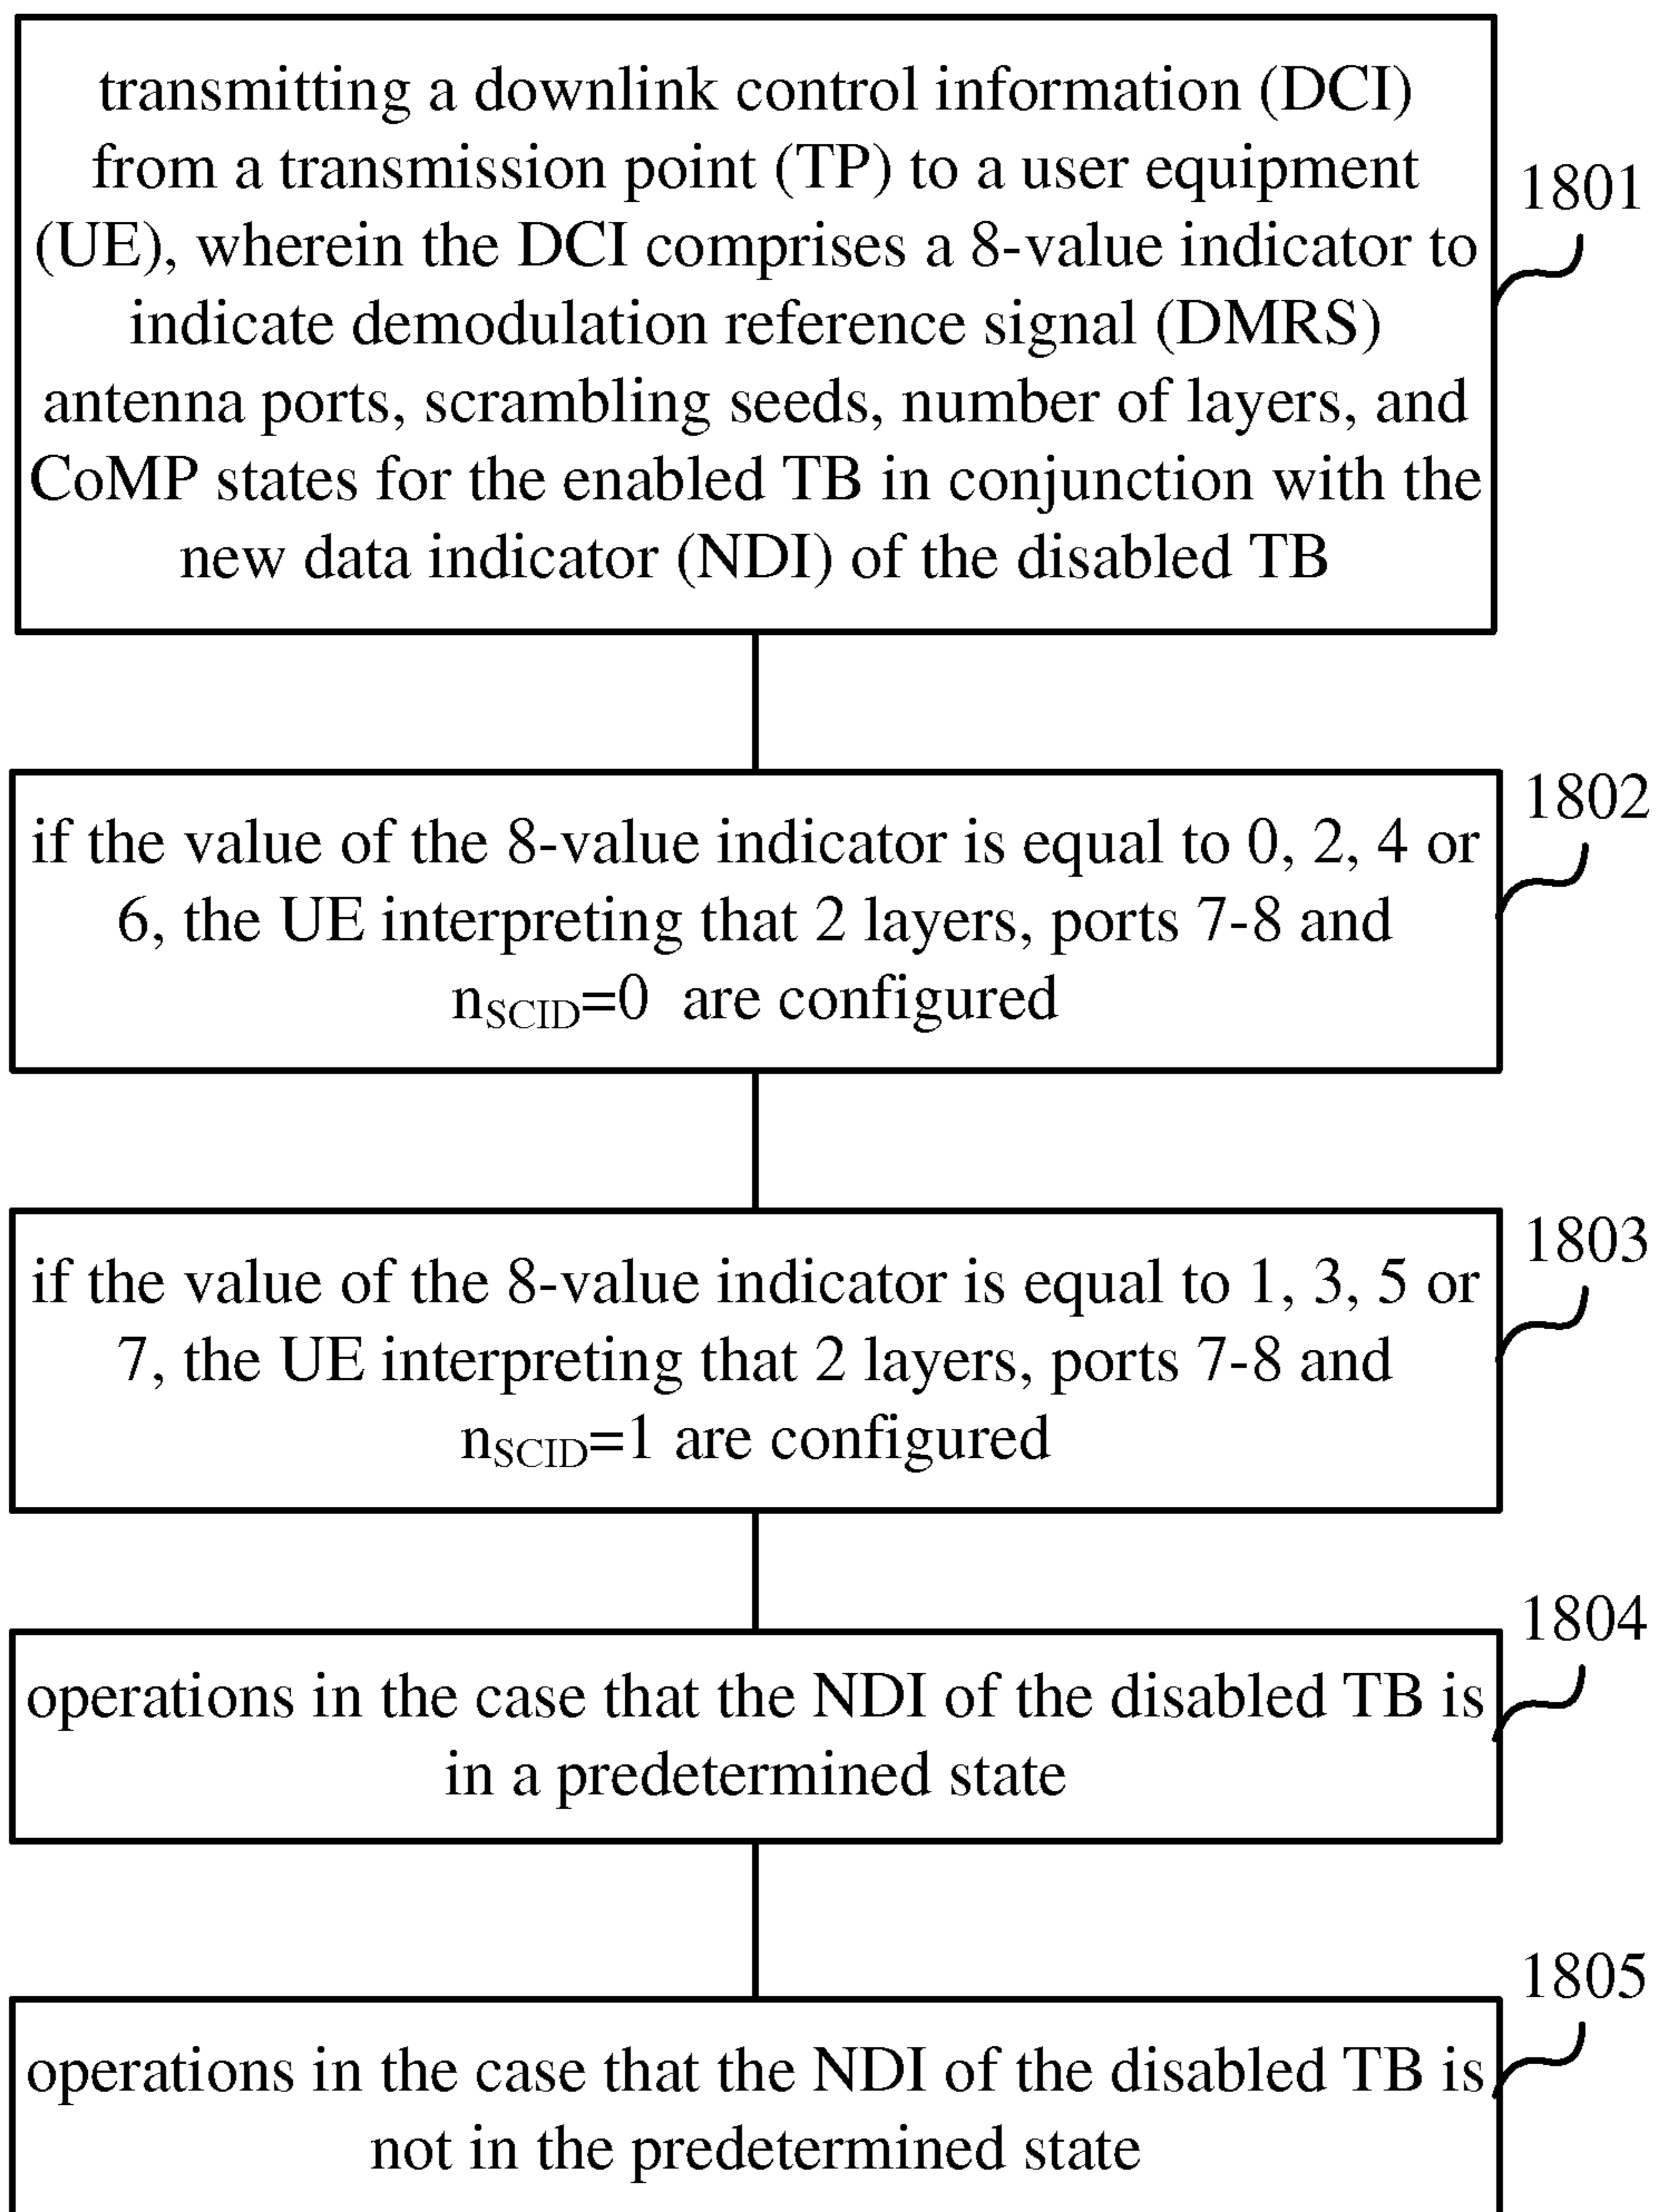 transmitting a downlink control information (DCI)
from a transmission point (TP) to a user equipment
(UE), wherein the DCI comprises a 8-value indicator to
indicate demodulation reference signal (DMRS)
antenna ports, scrambling seeds, number of layers, and
CoMP states for the enabled TB in conjunction with the
new data indicator (NDI) of the disabled TB
1801
if the value of the 8-value indicator is equal to 0, 2, 4 or
6, the UE interpreting that 2 layers, ports 7-8 and
nSCID=0 are configured
1802
if the value of the 8-value indicator is equal to 1, 3, 5 or
7, the UE interpreting that 2 layers, ports 7-8 and
nSCID=1 are configured
1803
operations in the case that the NDI of the disabled TB is
in a predetermined state
1804
operations in the case that the NDI of the disabled TB is
not in the predetermined state
1805